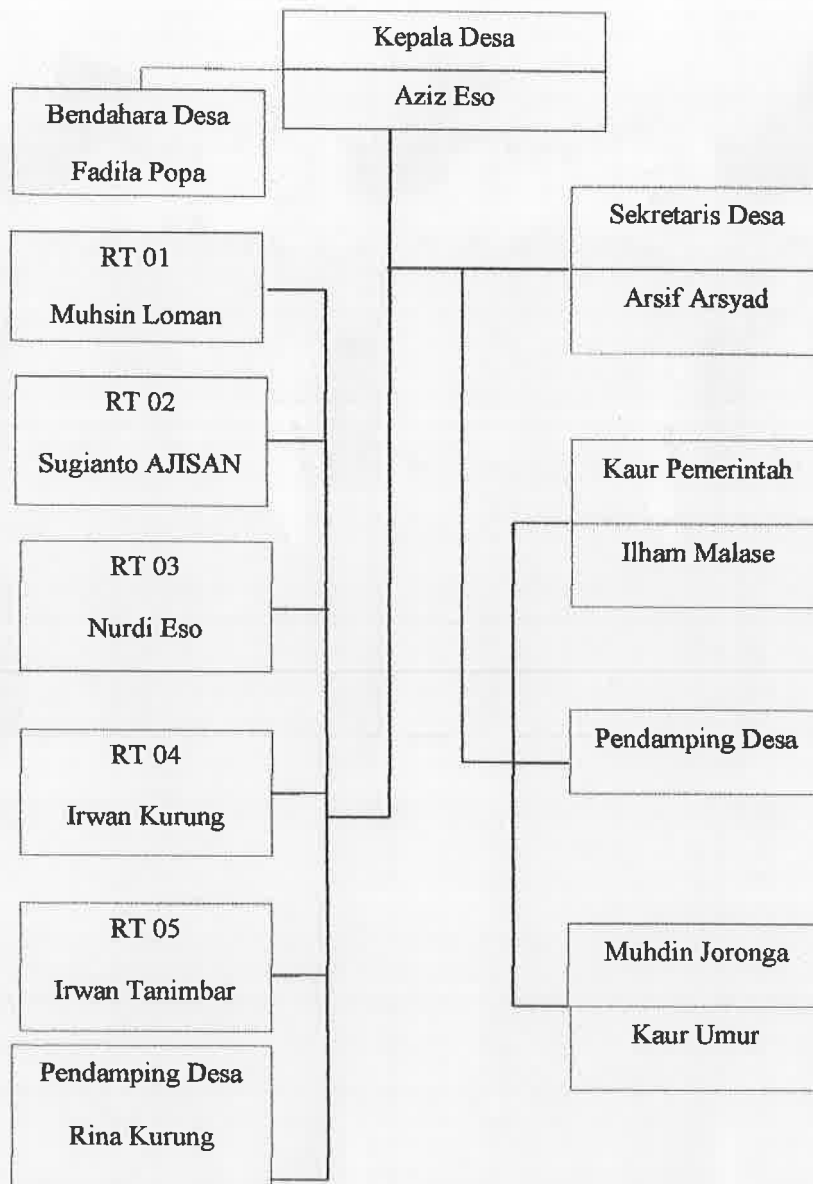 Kepala Desa
Aziz Eso
Bendahara Desa
Fadila Popa
RT 01
Muhsin Loman
RT 02
Sugianto AJISAN
RT 03
Nurdi Eso
RT 04
Irwan Kurung
RT 05
Irwan Tanimbar
Pendamping Desa
Rina Kurung
Sekretaris Desa
Arsif Arsyad
Kaur Pemerintah
Ilham Malase
Pendamping Desa
Muhdin Joronga
Kaur Umur